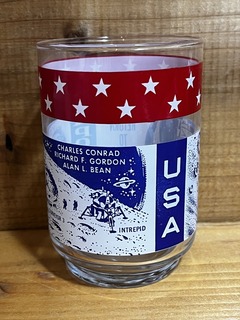 CHARLES CONRAD
RICHARD F. GORDON
ALAN L. BEAN
INTREPID
USA